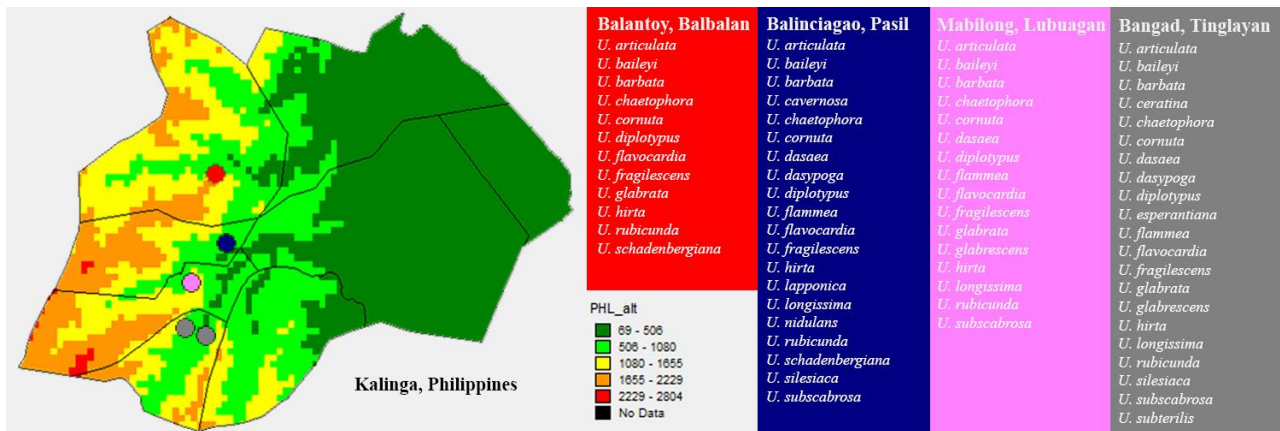 Balantoy, Balbalan
U. articulata
U. baileyi
U. barbata
U. chaetophora
U. cornuta
U. diplotypus
U. flavocardia
U. fragilescens
U. glabrata
U. hirta
U. rubicunda
U. schadenbergiana
Balinciagao, Pasil
U. articulata
U. baileyi
U. barbata
U. cavernosa
U. chaetophora
U. cornuta
U. dasaea
U. dasypoga
U. diplotypus
U. flammea
U. flavocardia
U. fragilescens
U. hirta
U. lapponica
U. longissima
U. nidulans
U. rubicunda
U. schadenbergiana
U. silesiaca
U. subscabrosa
Mabilong, Lubuagan
U. articulata
U. baileyi
U. barbata
U. chaetophora
U. cornuta
U. dasaea
U. diplotypus
U. flammea
U. flavocardia
U. fragilescens
U. glabrata
U. glabrescens
U. hirta
U. longissima
U. rubicunda
U. subscabrosa
Bangad, Tinglayan
U. articulata
U. baileyi
U. barbata
U. ceratina
U. chaetophora
U. cornuta
U. dasaea
U. diplotypus
U. esperantiana
U. flammea
U. flavocardia
U. fragilescens
U. glabrata
U. glabrescens
U. hirta
U. longissima
U. rubicunda
U. silesiaca
U. subscabrosa
U. subterilis
PHL_alt
69 - 506
506 - 1080
1080 - 1655
1655 - 2229
2229 - 2804
No Data
Kalinga, Philippines